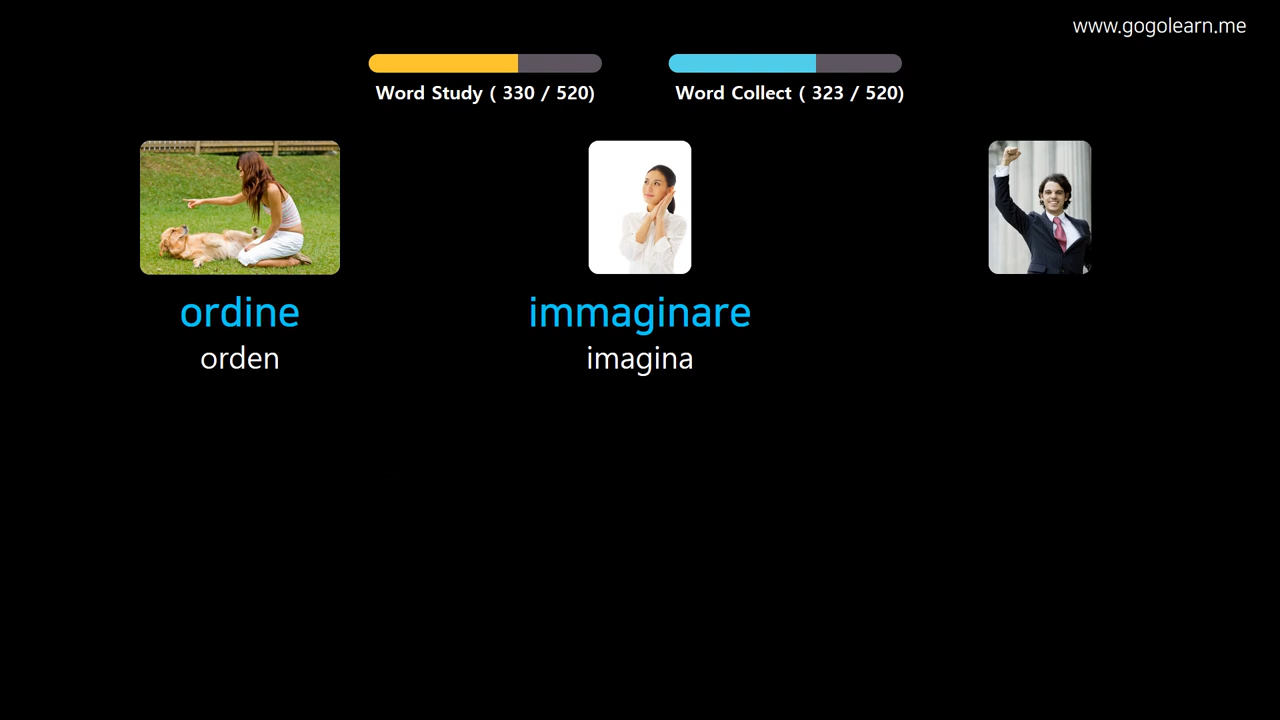 www.gogolearn.me
Word Study ( 330 / 520)
Word Collect ( 323 / 520)
ordine
orden
immaginare
imagina